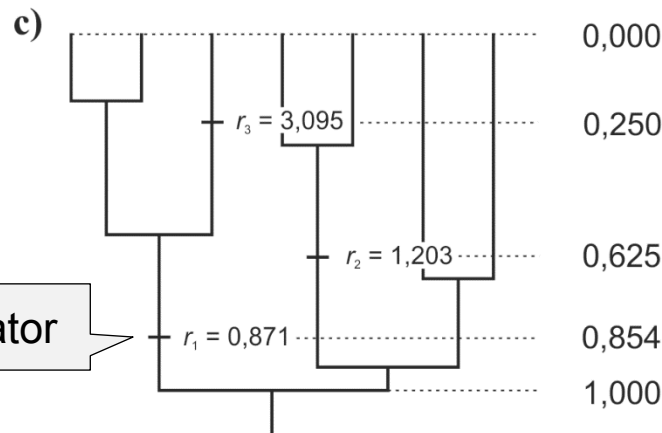 c)
0,000
r3 = 3,095
0,250
r2 = 1,203
0,625
r1 = 0,871
0,854
1,000